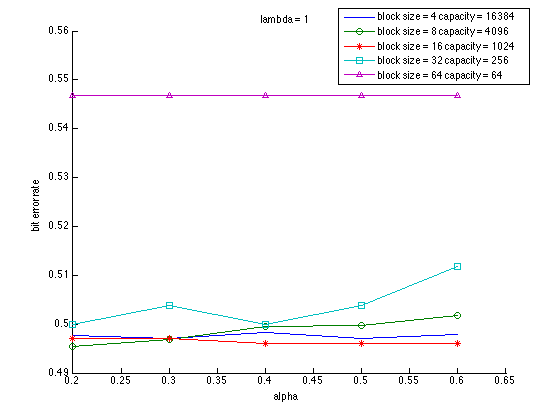 lambda = 1
block size = 4 capacity = 16384
block size = 8 capacity = 4096
block size = 16 capacity = 1024
block size = 32 capacity = 256
block size = 64 capacity = 64
0.56
0.55
0.54
0.53
0.52
0.51
0.5
0.49
bit error rate
0.2
0.25
0.3
0.35
0.4
0.45
0.5
0.55
0.6
0.65
alpha